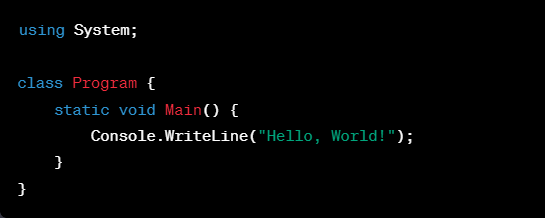 using System;

class Program {
    static void Main() {
        Console.WriteLine("Hello, World!");
    }
}